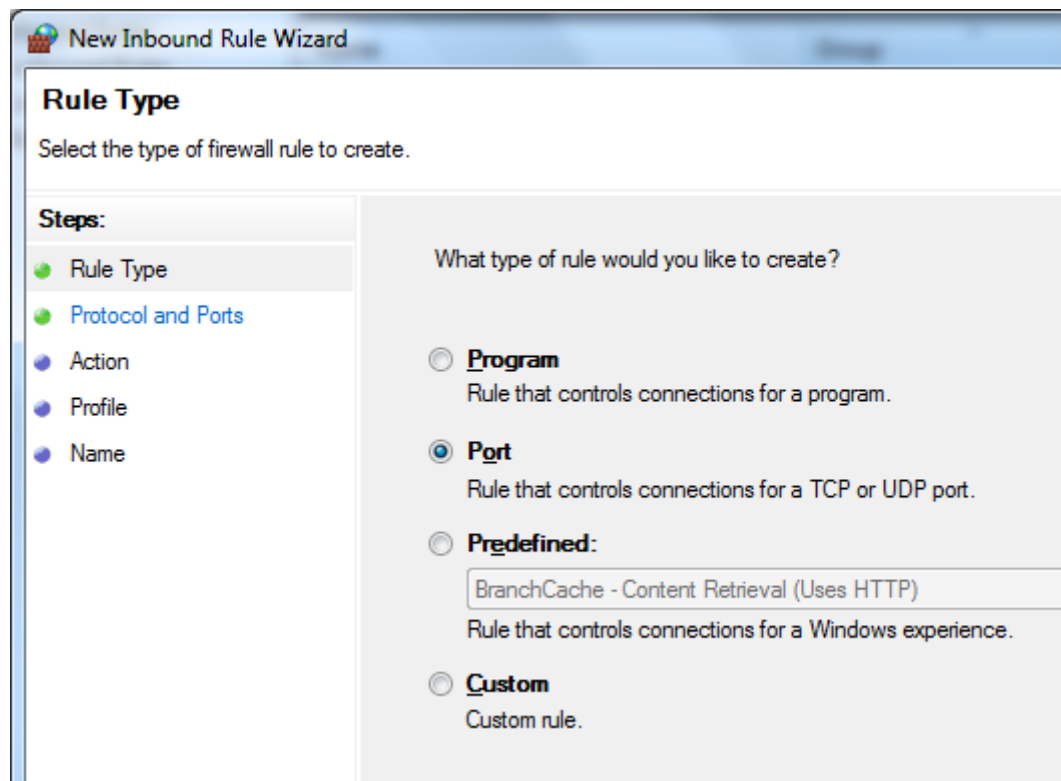 New Inbound Rule Wizard
Rule Type
Select the type of firewall rule to create.
Steps:
Rule Type
Protocol and Ports
Action
Profile
Name
What type of rule would you like to create?
Program
Rule that controls connections for a program.
Port
Rule that controls connections for a TCP or UDP port.
Predefined:
BranchCache - Content Retrieval (Uses HTTP)
Rule that controls connections for a Windows experience.
Custom
Custom rule.